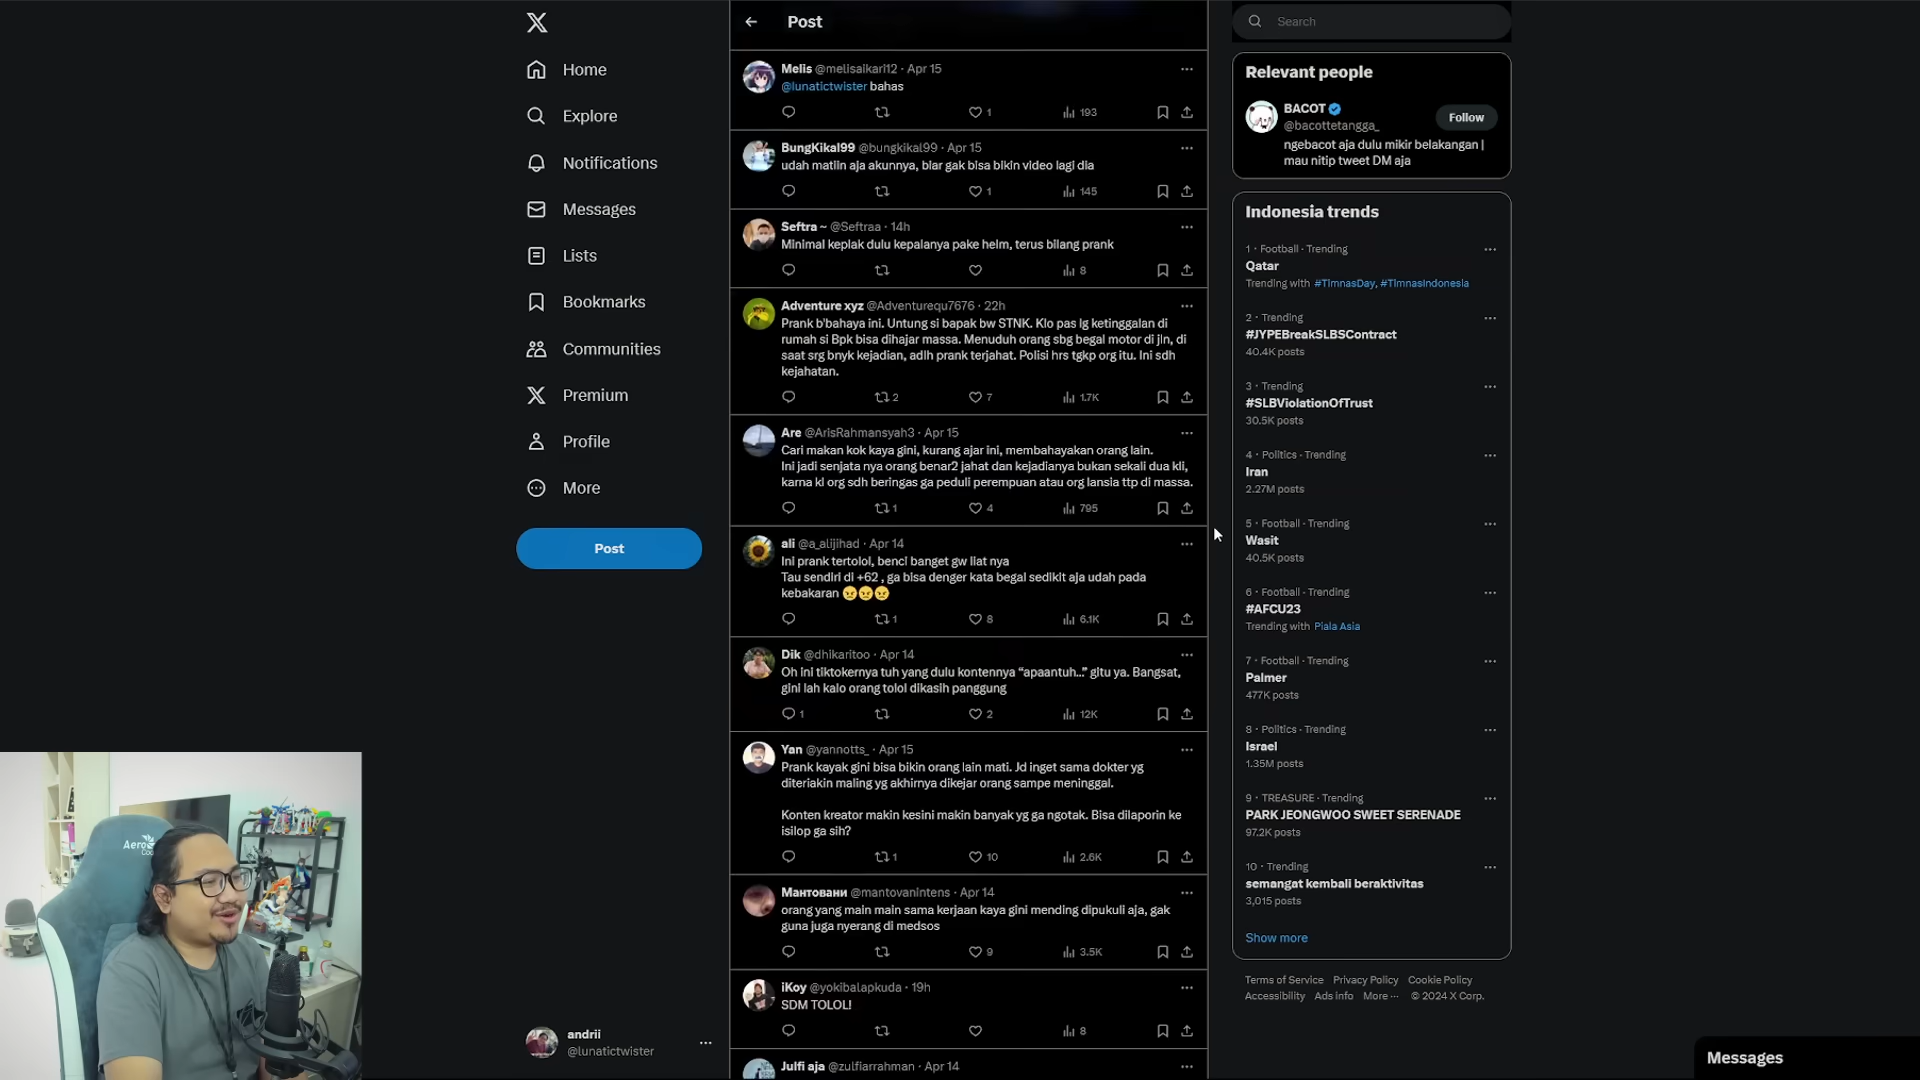 Home
Explore
Notifications
Messages
Lists
Bookmarks
Communities
Premium
Profile
More
Post
andrii
@lunatictwister
Post
Melis @melisaikari12 · Apr 15
@lunatictwister bahas
1
193
BungKikal99 @bungkikal99 · Apr 15
udah matiin aja akunnya, biar gak bisa bikin video lagi dia
1
145
Seftra ~ @Seftraa · 14h
Minimal keplak dulu kepalanya pake helm, terus bilang prank
8
Adventure xyz @Adventurequ7676 · 22h
Prank b'bahaya ini. Untung si bapak bw STNK. Klo pas lg ketinggalan di
rumah si Bpk bisa dihajar massa. Menuduh orang sbg begal motor di jln, di
saat srg bnyk kejadian, adlh prank terjahat. Polisi hrs tgkp org itu. Ini sdh
kejahatan.
2
7
1.7K
Are @ArisRahmansyah3 · Apr 15
Cari makan kok kaya gini, kurang ajar ini, membahayakan orang lain.
Ini jadi senjata nya orang benar2 jahat dan kejadianya bukan sekali dua kli,
karna kl org sdh beringas ga peduli perempuan atau org lansia ttp di massa.
1
4
795
ali @a_alijihad · Apr 14
Ini prank tertolol, benci banget gw liat nya
Tau sendiri di +62 , ga bisa denger kata begal sedikit aja udah pada
kebakaran 😠😠😠
1
8
6.1K
Dik @dhikaritoo · Apr 14
Oh ini tiktokernya tuh yang dulu kontennya “apaantuh...” gitu ya. Bangsat,
gini lah kalo orang tolol dikasih panggung
1
2
12K
Yan @yannotts_ · Apr 15
Prank kayak gini bisa bikin orang lain mati. Jd inget sama dokter yg
diteriakin maling yg akhirnya dikejar orang sampe meninggal.
Konten kreator makin kesini makin banyak yg ga ngotak. Bisa dilaporin ke
isilop ga sih?
1
10
2.6K
Мантовани @mantovanintens · Apr 14
orang yang main main sama kerjaan kaya gini mending dipukuli aja, gak
guna juga nyerang di medsos
9
3.5K
iKoy @yokibalapkuda · 19h
SDM TOLOL!
8
Julfi aja @zulfiarrahman · Apr 14
Search
Relevant people
BACOT
@bacottetangga_
Follow
ngebacot aja dulu mikir belakangan |
mau nitip tweet DM aja
Indonesia trends
1 · Football · Trending
Qatar
Trending with #TimnasDay, #TimnasIndonesia
2 · Trending
#JYPEBreakSLBSContract
40.4K posts
3 · Trending
#SLBViolationOfTrust
30.5K posts
4 · Politics · Trending
Iran
2.27M posts
5 · Football · Trending
Wasit
40.5K posts
6 · Football · Trending
#AFCU23
Trending with Piala Asia
7 · Football · Trending
Palmer
477K posts
8 · Politics · Trending
Israel
1.35M posts
9 · TREASURE · Trending
PARK JEONGWOO SWEET SERENADE
97.2K posts
10 · Trending
semangat kembali beraktivitas
3,015 posts
Show more
Terms of Service Privacy Policy Cookie Policy
Accessibility Ads info More ··· © 2024 X Corp.
Messages